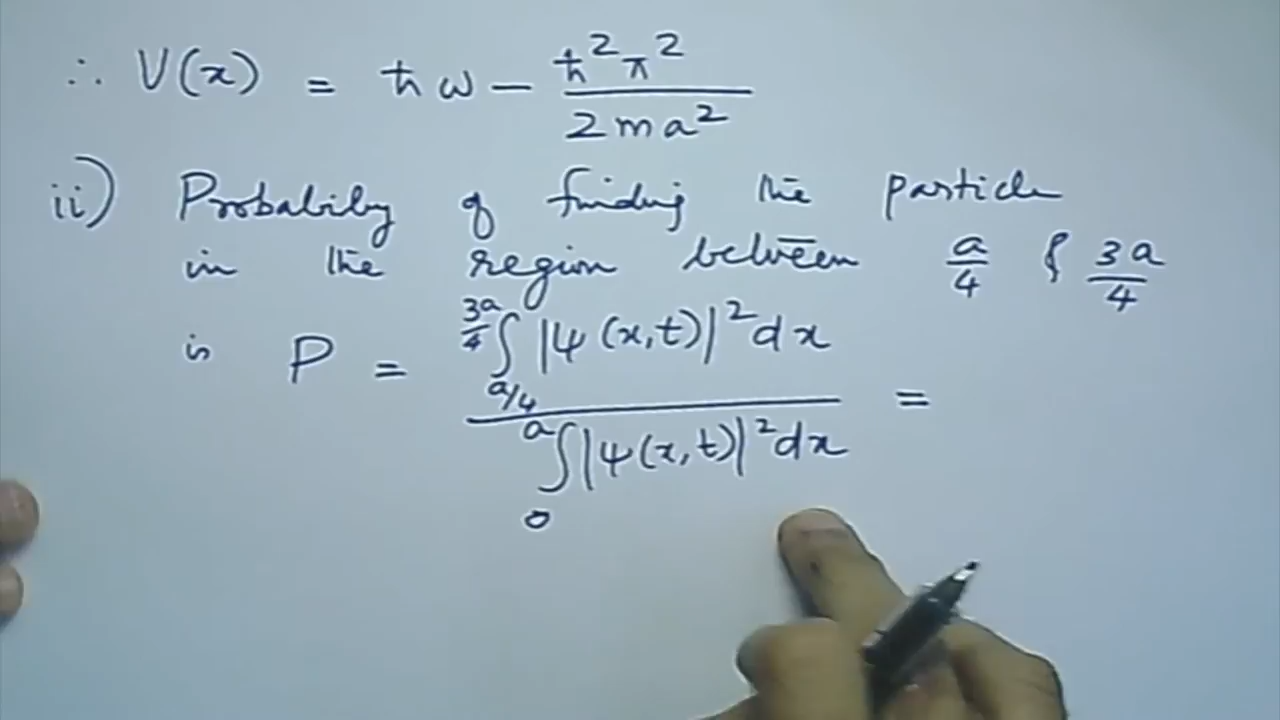 ∴ V(x) = ħω − ħ²π² / 2ma²
ii) Probability of finding the particle
in the region between a/4 & 3a/4
is P = ∫_{a/4}^{3a/4} |ψ(x,t)|² dx / ∫_0^a |ψ(x,t)|² dx =